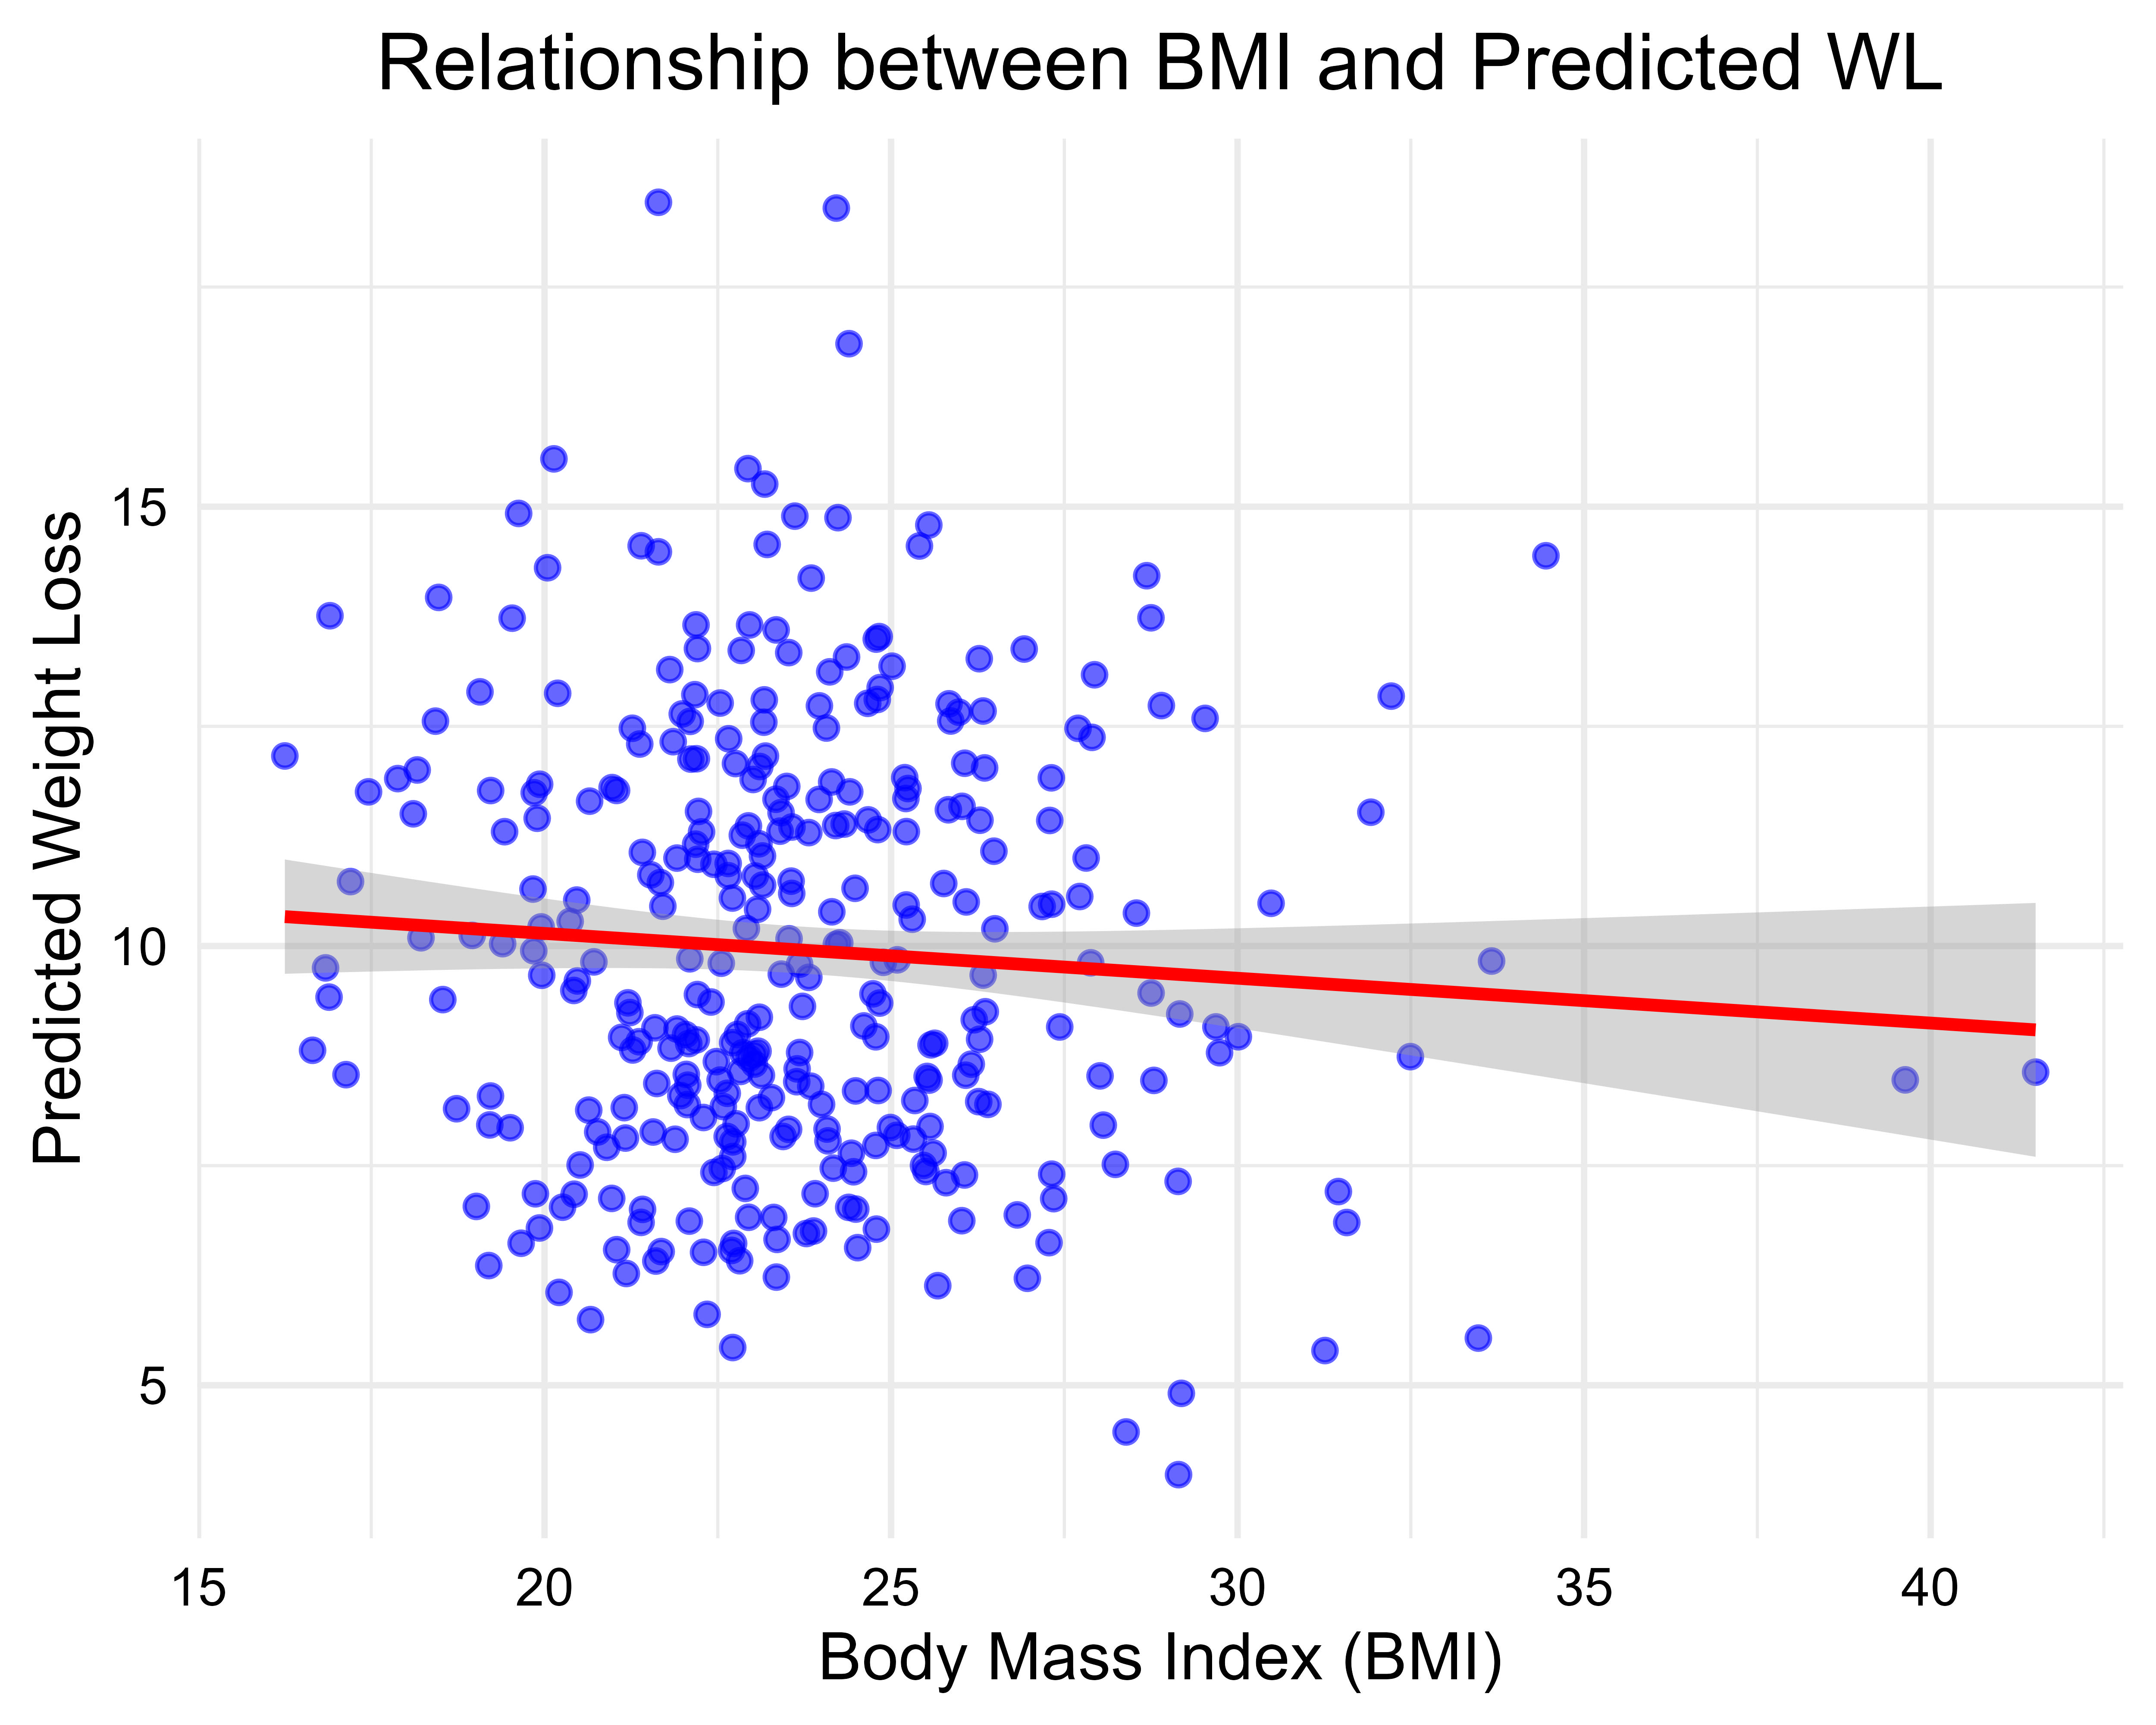 Relationship between BMI and Predicted WL
Predicted Weight Loss
15
10
5
15 20 25 30 35 40
Body Mass Index (BMI)